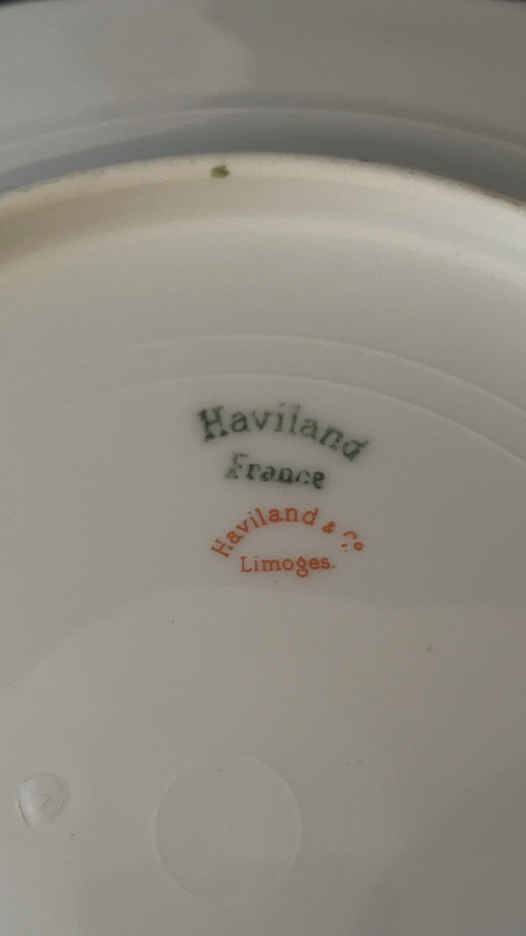 Haviland
France
Haviland & Co
Limoges.